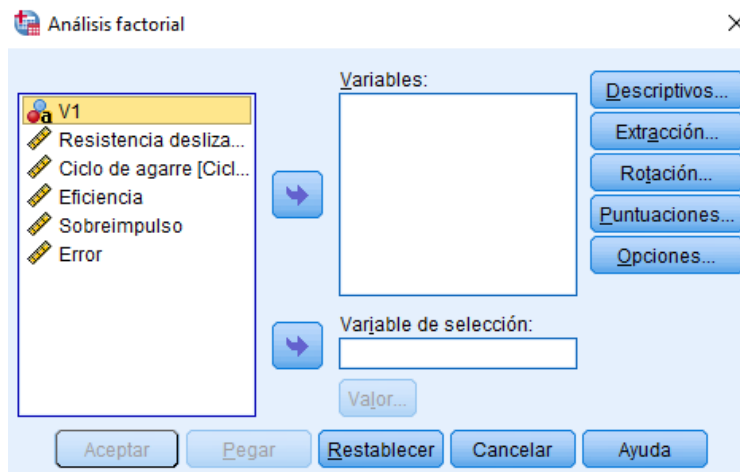 Análisis factorial
V1
Resistencia desliza...
Ciclo de agarre [Cicl...
Eficiencia
Sobreimpulso
Error
Variables:
Variable de selección:
Valor...
Descriptivos...
Extracción...
Rotación...
Puntuaciones...
Opciones...
Aceptar
Pegar
Restablecer
Cancelar
Ayuda